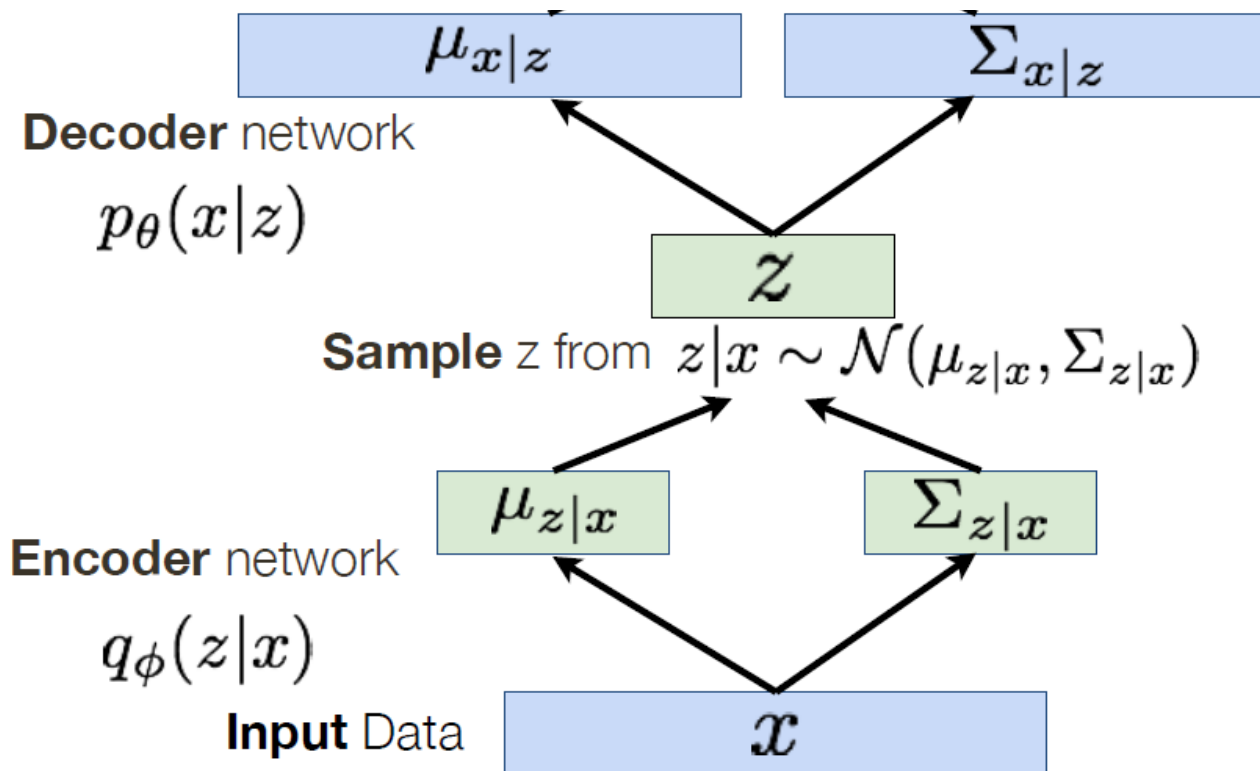 μ_{x|z} Σ_{x|z}
Decoder network
p_θ(x|z)
z
Sample z from z|x ∼ 𝒩(μ_{z|x}, Σ_{z|x})
μ_{z|x} Σ_{z|x}
Encoder network
q_ϕ(z|x)
Input Data x